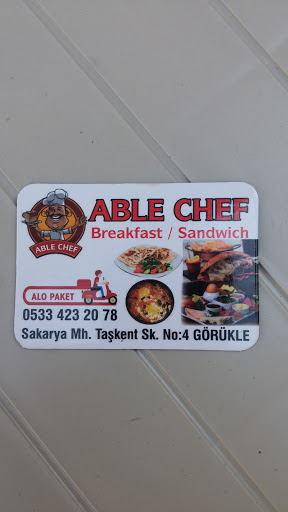 ABLE CHEF
ABLE CHEF
Breakfast / Sandwich
ALO PAKET
0533 423 20 78
Sakarya Mh. Taşkent Sk. No:4 GÖRÜKLE